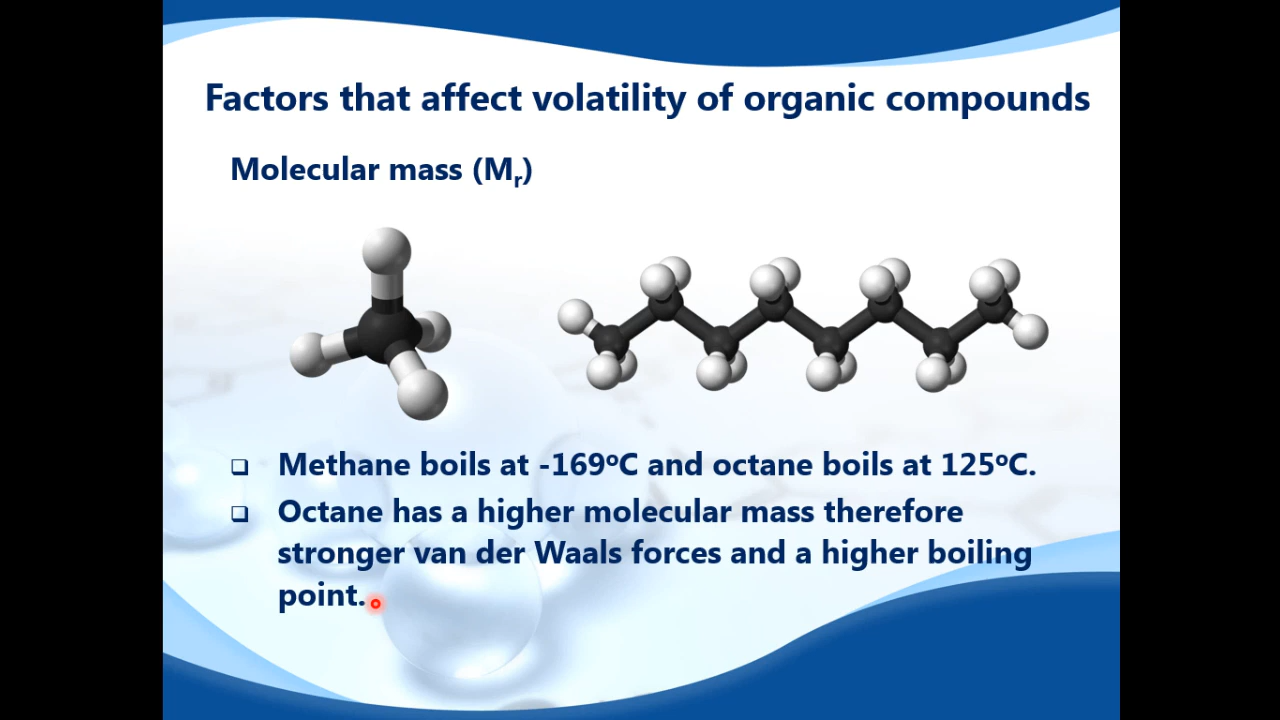 Factors that affect volatility of organic compounds
Molecular mass (Mr)
Methane boils at -169ºC and octane boils at 125ºC.
Octane has a higher molecular mass therefore
stronger van der Waals forces and a higher boiling
point.